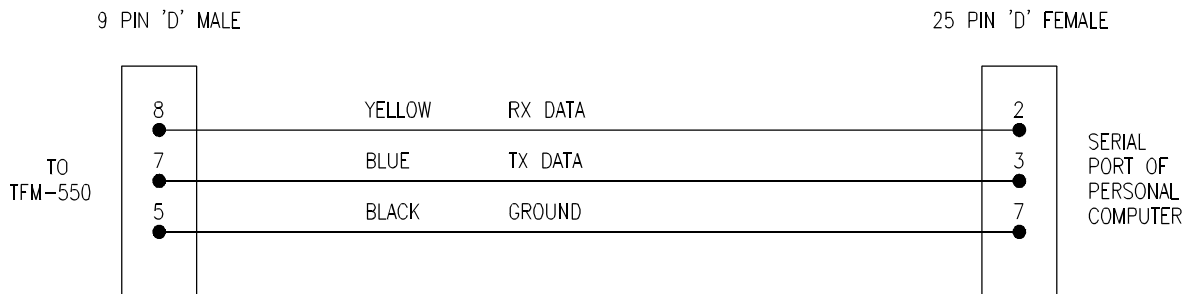 9 PIN 'D' MALE
25 PIN 'D' FEMALE
8 YELLOW RX DATA 2
7 BLUE TX DATA 3
5 BLACK GROUND 7
TO
TFM-550
SERIAL
PORT OF
PERSONAL
COMPUTER